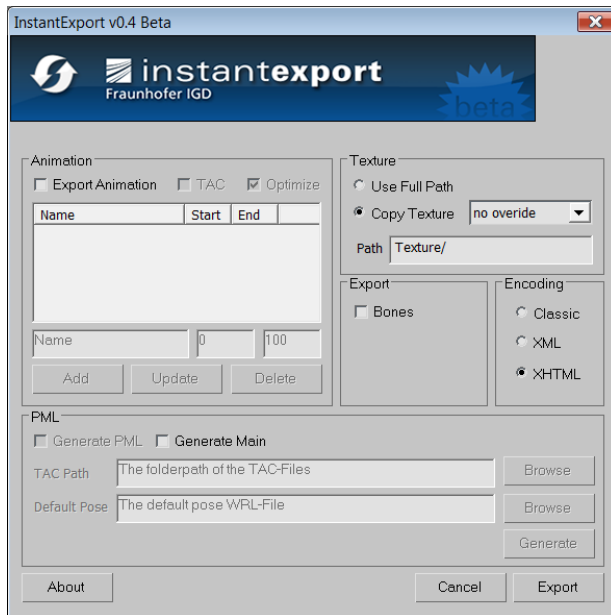 InstantExport v0.4 Beta
instantexport
Fraunhofer IGD
beta
Animation
Export Animation TAC Optimize
Name Start End
Name 0 100
Add Update Delete
Texture
Use Full Path
Copy Texture no overide
Path Texture/
Export
Bones
Encoding
Classic
XML
XHTML
PML
Generate PML Generate Main
TAC Path The folderpath of the TAC-Files Browse
Default Pose The default pose WRL-File Browse
Generate
About Cancel Export